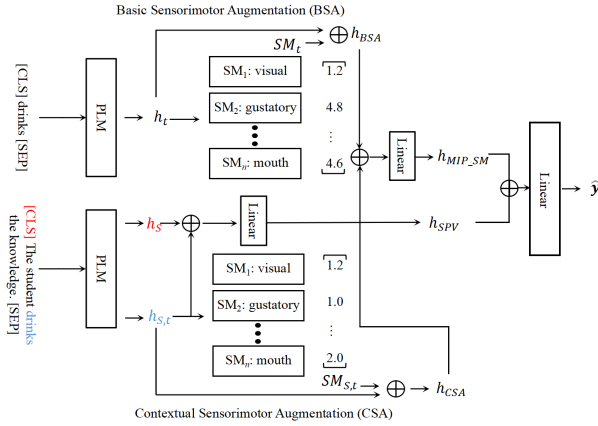 Basic Sensorimotor Augmentation (BSA)
[CLS] drinks [SEP]
PLM
h_t
SM_t
h_BSA
SM_1: visual
1.2
SM_2: gustatory
4.8
⋮
SM_n: mouth
4.6
Linear
h_MIP_SM
Linear
ŷ
[CLS] The student drinks
the knowledge. [SEP]
PLM
h_S
Linear
h_SPV
h_S,t
SM_1: visual
1.2
SM_2: gustatory
1.0
⋮
SM_n: mouth
2.0
SM_S,t
h_CSA
Contextual Sensorimotor Augmentation (CSA)